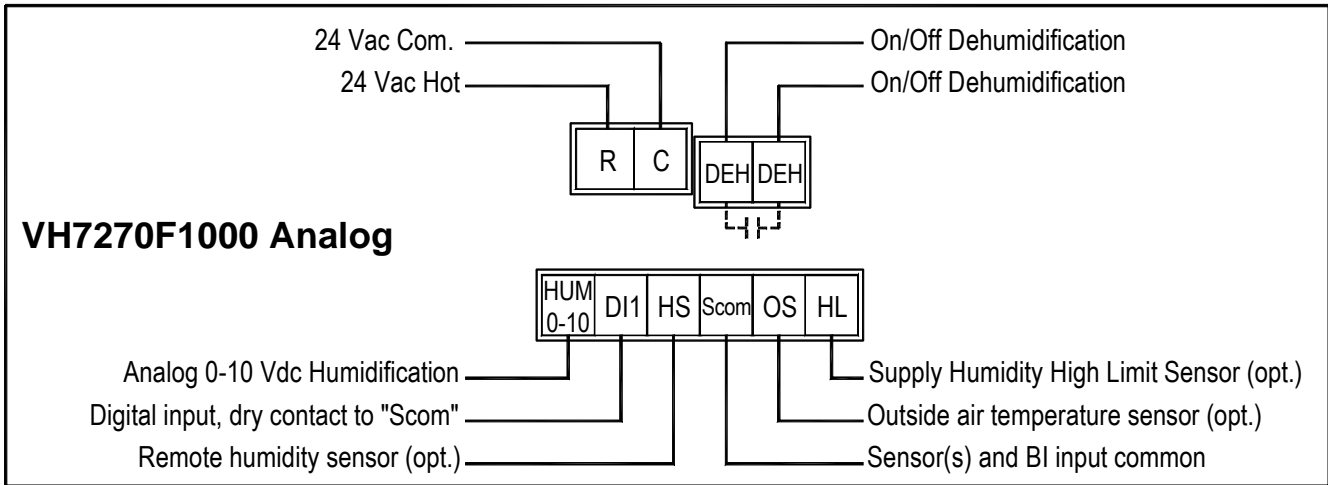 24 Vac Com.
On/Off Dehumidification
24 Vac Hot
On/Off Dehumidification
R C
DEH DEH
VH7270F1000 Analog
HUM
0-10
DI1 HS Scom OS HL
Analog 0-10 Vdc Humidification
Supply Humidity High Limit Sensor (opt.)
Digital input, dry contact to "Scom"
Outside air temperature sensor (opt.)
Remote humidity sensor (opt.)
Sensor(s) and BI input common